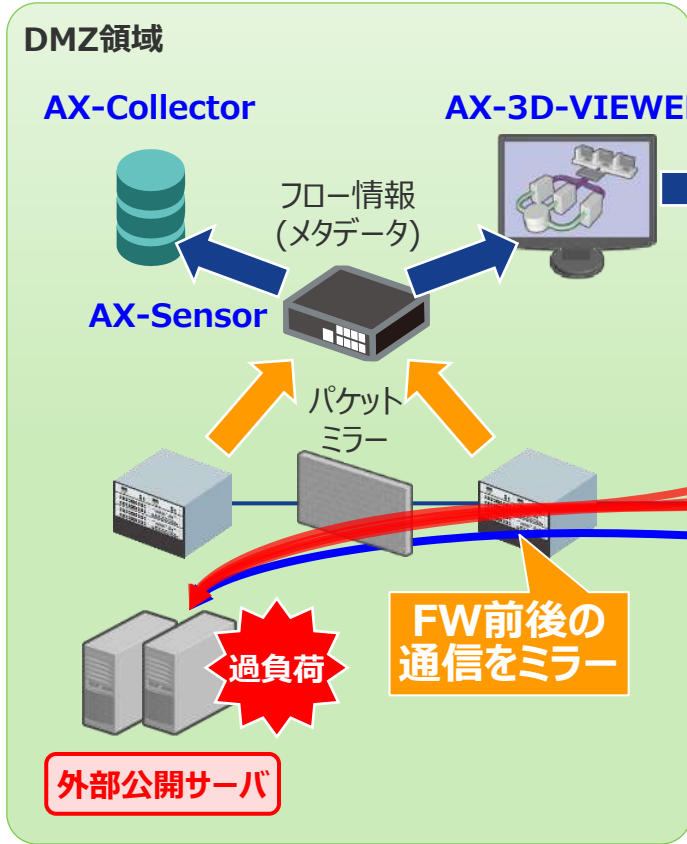 DMZ領域
AX-Collector
AX-3D-VIEWE
フロー情報
(メタデータ)
AX-Sensor
パケット
ミラー
FW前後の
通信をミラー
過負荷
外部公開サーバ